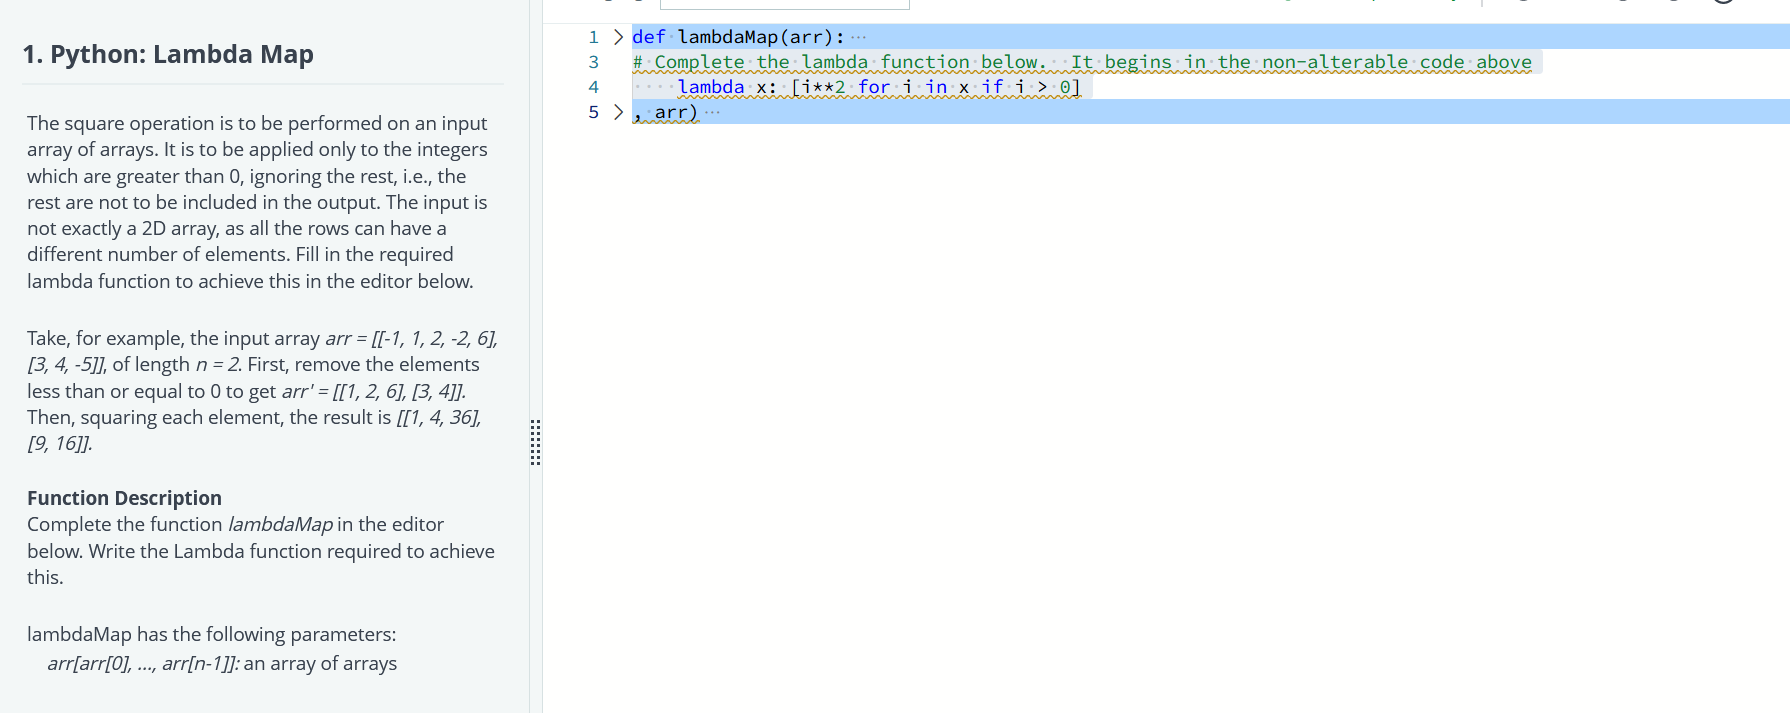 1. Python: Lambda Map
The square operation is to be performed on an input
array of arrays. It is to be applied only to the integers
which are greater than 0, ignoring the rest, i.e., the
rest are not to be included in the output. The input is
not exactly a 2D array, as all the rows can have a
different number of elements. Fill in the required
lambda function to achieve this in the editor below.
Take, for example, the input array arr = [[-1, 1, 2, -2, 6],
[3, 4, -5]], of length n = 2. First, remove the elements
less than or equal to 0 to get arr' = [[1, 2, 6], [3, 4]].
Then, squaring each element, the result is [[1, 4, 36],
[9, 16]].
Function Description
Complete the function lambdaMap in the editor
below. Write the Lambda function required to achieve
this.
lambdaMap has the following parameters:
arr[arr[0], ..., arr[n-1]]: an array of arrays
1 def lambdaMap(arr): ...
3 # Complete the lambda function below.  It begins in the non-alterable code above
4     lambda x: [i**2 for i in x if i > 0]
5 , arr) ...